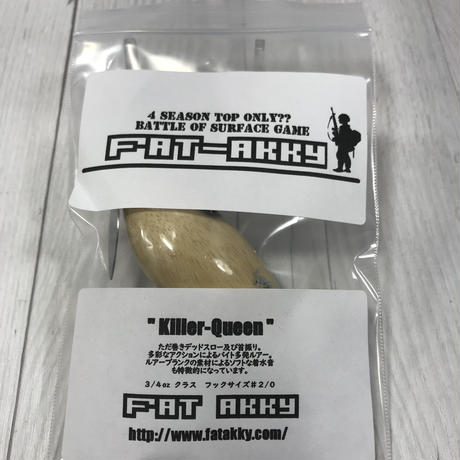 4 SEASON TOP ONLY??
BATTLE OF SURFACE GAME
FAT-AKKY
" Killer-Queen "
ただ巻きデッドスロー及び首振り。
多彩なアクションによるバイト多発ルアー。
ルアーブランクの素材によるソフトな着水音
も特徴的になっています。
3/4oz クラス フックサイズ#2/0
FAT AKKY
http://www.fatakky.com/